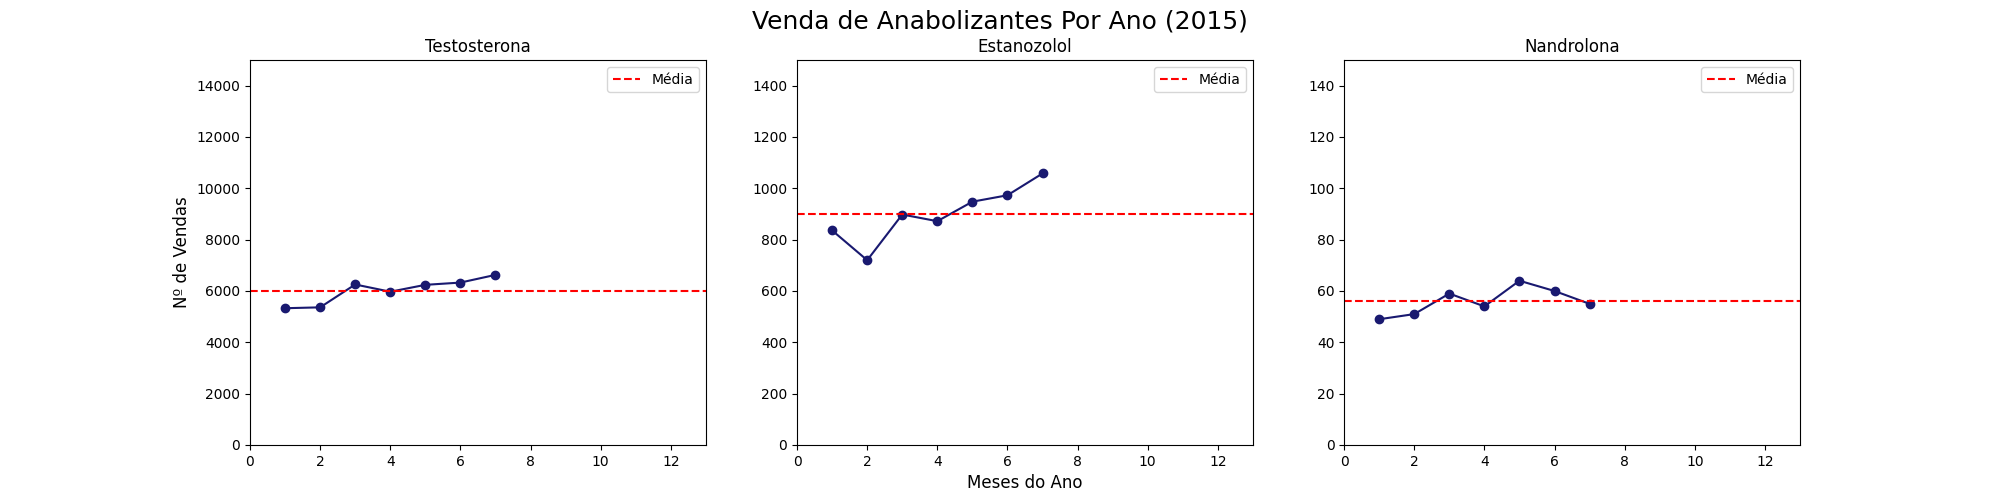 Venda de Anabolizantes Por Ano (2015)
Testosterona
Média
14000
12000
10000
8000
6000
4000
2000
0
0 2 4 6 8 10 12
Nº de Vendas
Estanozolol
Média
1400
1200
1000
800
600
400
200
0
0 2 4 6 8 10 12
Meses do Ano
Nandrolona
Média
140
120
100
80
60
40
20
0
0 2 4 6 8 10 12